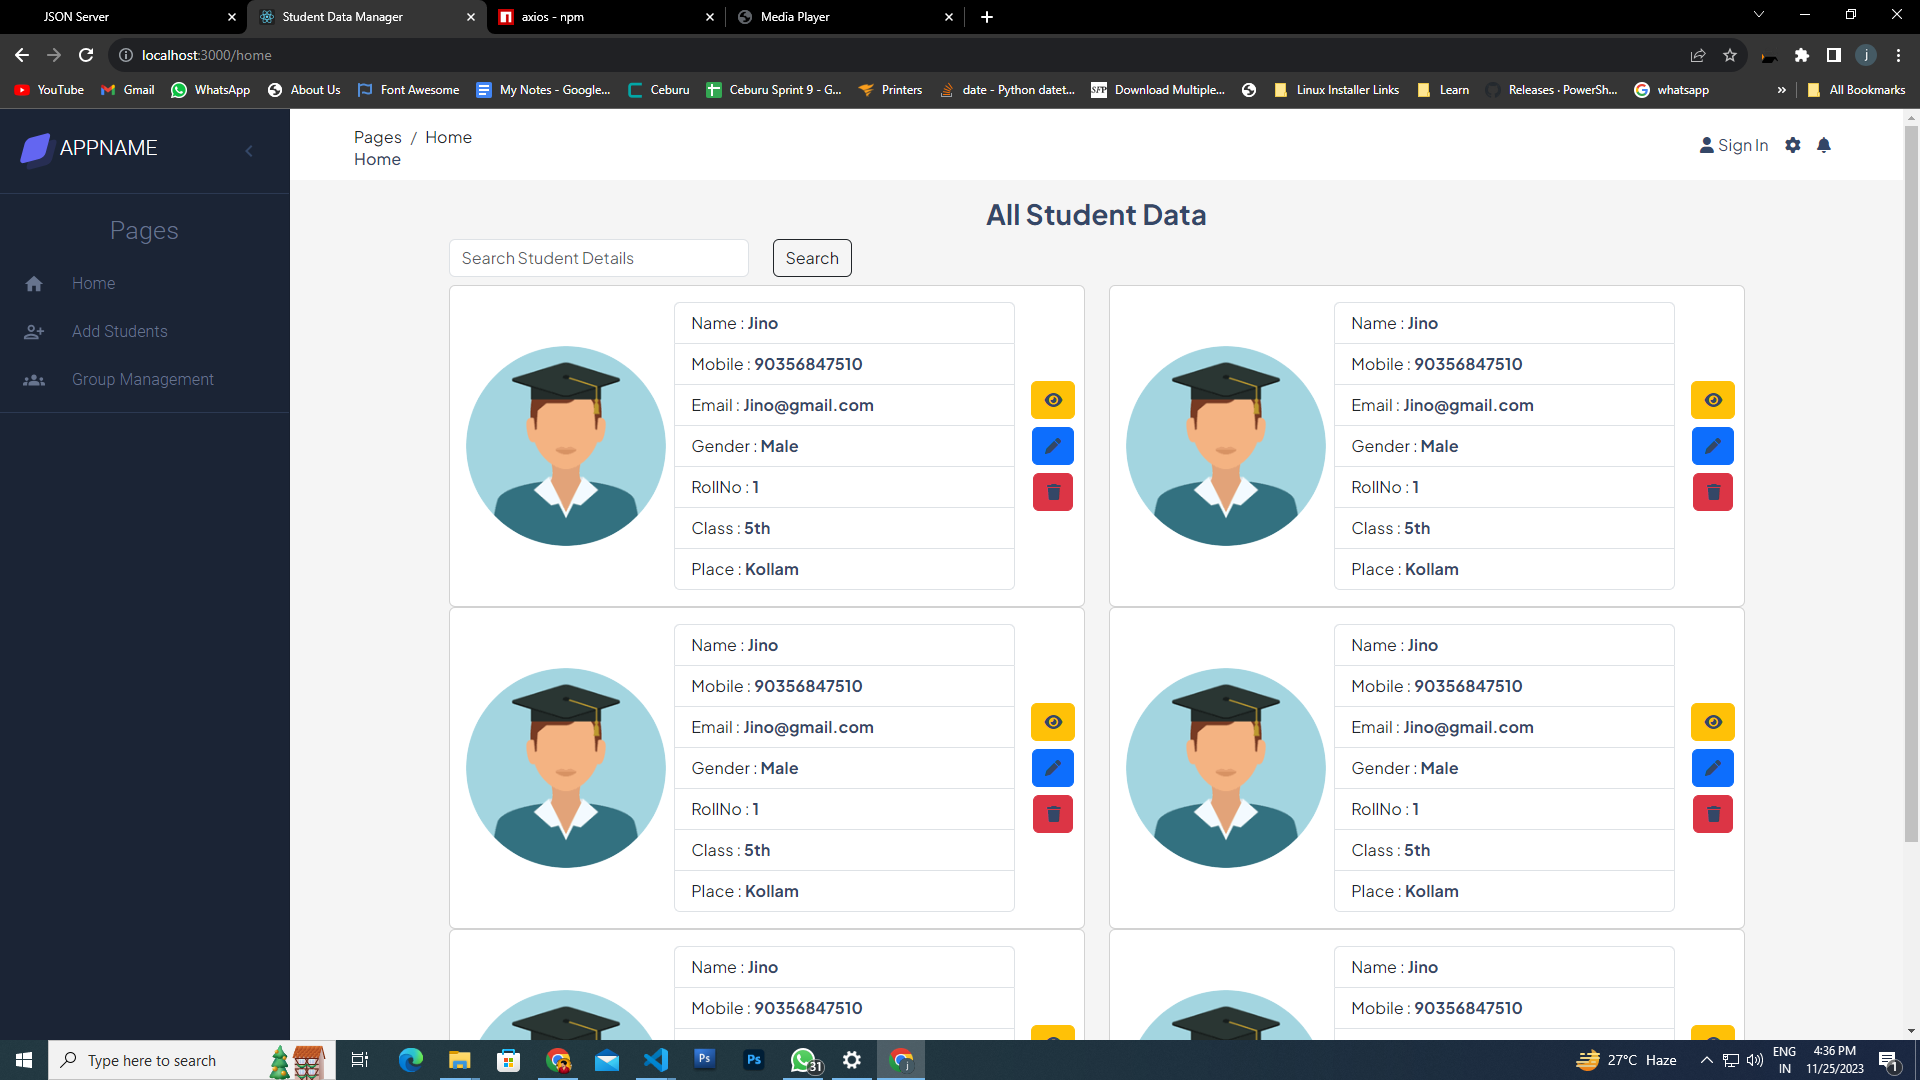 JSON Server
Student Data Manager
axios - npm
Media Player
localhost:3000/home
YouTube
Gmail
WhatsApp
About Us
Font Awesome
My Notes - Google...
Ceburu
Ceburu Sprint 9 - G...
Printers
date - Python datet...
SFP
Download Multiple...
Linux Installer Links
Learn
Releases · PowerSh...
whatsapp
»
All Bookmarks
j
APPNAME
Pages
Home
Add Students
Group Management
Pages / Home
Home
Sign In
All Student Data
Search Student Details
Search
Name : Jino
Mobile : 90356847510
Email : Jino@gmail.com
Gender : Male
RollNo : 1
Class : 5th
Place : Kollam
Name : Jino
Mobile : 90356847510
Email : Jino@gmail.com
Gender : Male
RollNo : 1
Class : 5th
Place : Kollam
Name : Jino
Mobile : 90356847510
Email : Jino@gmail.com
Gender : Male
RollNo : 1
Class : 5th
Place : Kollam
Name : Jino
Mobile : 90356847510
Email : Jino@gmail.com
Gender : Male
RollNo : 1
Class : 5th
Place : Kollam
Name : Jino
Mobile : 90356847510
Name : Jino
Mobile : 90356847510
Type here to search
Ps
Ps
31
j
27°C Haze
ENG
IN
4:36 PM
11/25/2023
1